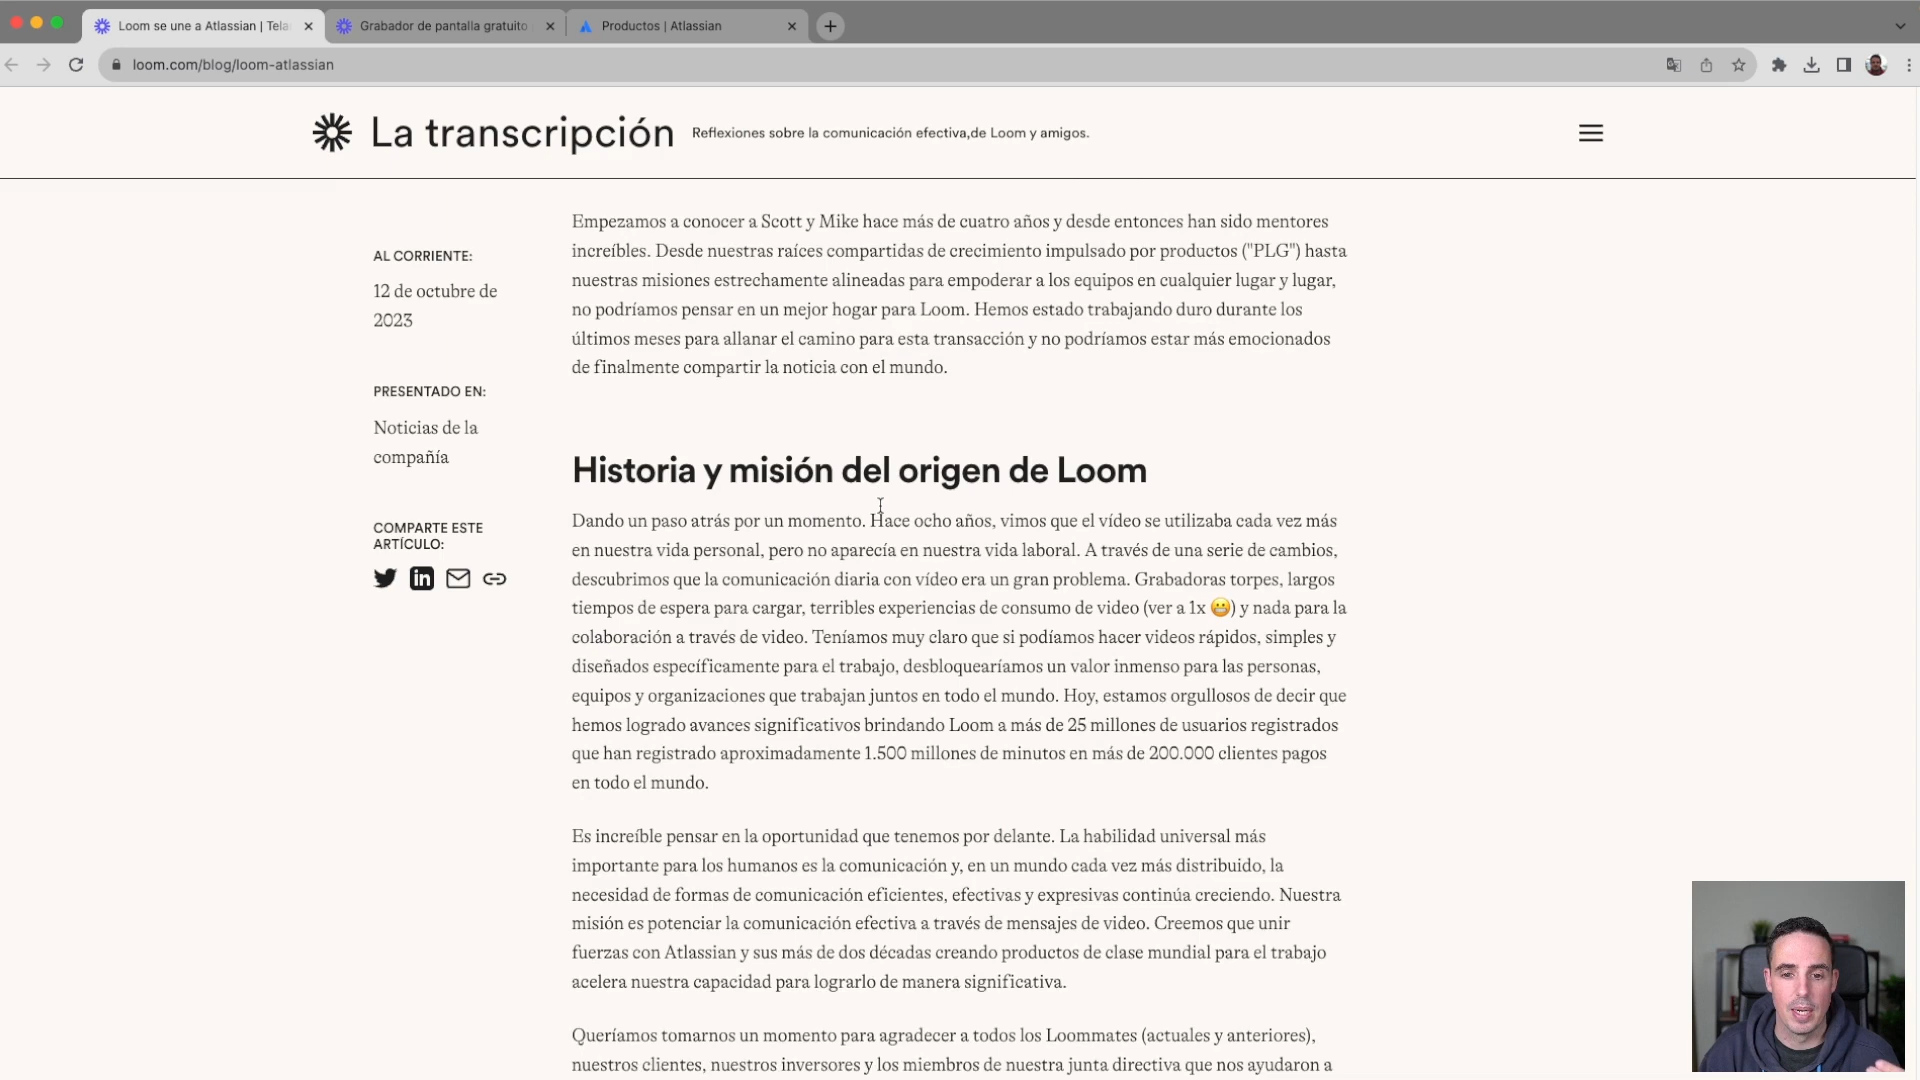 Loom se une a Atlassian | Tela
Grabador de pantalla gratuito
Productos | Atlassian
loom.com/blog/loom-atlassian
La transcripción
Reflexiones sobre la comunicación efectiva,de Loom y amigos.
AL CORRIENTE:
12 de octubre de
2023
PRESENTADO EN:
Noticias de la
compañía
COMPARTE ESTE
ARTÍCULO:
Empezamos a conocer a Scott y Mike hace más de cuatro años y desde entonces han sido mentores
increíbles. Desde nuestras raíces compartidas de crecimiento impulsado por productos ("PLG") hasta
nuestras misiones estrechamente alineadas para empoderar a los equipos en cualquier lugar y lugar,
no podríamos pensar en un mejor hogar para Loom. Hemos estado trabajando duro durante los
últimos meses para allanar el camino para esta transacción y no podríamos estar más emocionados
de finalmente compartir la noticia con el mundo.
Historia y misión del origen de Loom
Dando un paso atrás por un momento. Hace ocho años, vimos que el vídeo se utilizaba cada vez más
en nuestra vida personal, pero no aparecía en nuestra vida laboral. A través de una serie de cambios,
descubrimos que la comunicación diaria con vídeo era un gran problema. Grabadoras torpes, largos
tiempos de espera para cargar, terribles experiencias de consumo de video (ver a 1x 😬) y nada para la
colaboración a través de video. Teníamos muy claro que si podíamos hacer videos rápidos, simples y
diseñados específicamente para el trabajo, desbloquearíamos un valor inmenso para las personas,
equipos y organizaciones que trabajan juntos en todo el mundo. Hoy, estamos orgullosos de decir que
hemos logrado avances significativos brindando Loom a más de 25 millones de usuarios registrados
que han registrado aproximadamente 1.500 millones de minutos en más de 200.000 clientes pagos
en todo el mundo.
Es increíble pensar en la oportunidad que tenemos por delante. La habilidad universal más
importante para los humanos es la comunicación y, en un mundo cada vez más distribuido, la
necesidad de formas de comunicación eficientes, efectivas y expresivas continúa creciendo. Nuestra
misión es potenciar la comunicación efectiva a través de mensajes de video. Creemos que unir
fuerzas con Atlassian y sus más de dos décadas creando productos de clase mundial para el trabajo
acelera nuestra capacidad para lograrlo de manera significativa.
Queríamos tomarnos un momento para agradecer a todos los Loommates (actuales y anteriores),
nuestros clientes, nuestros inversores y los miembros de nuestra junta directiva que nos ayudaron a